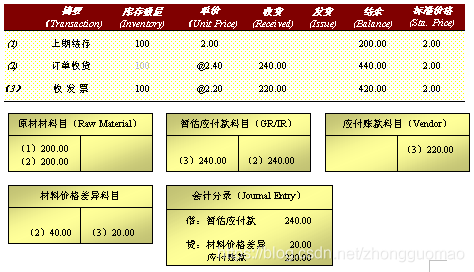 摘要 库存数量 单价 收货 发货 结余 标准价格
(Transaction) (Inventory) (Unit Price) (Received) (Issue) (Balance) (Sta. Price)
(1) 上期结存 100 2.00 200.00 2.00
(2) 订单收货 100 @2.40 240.00 440.00 2.00
(3) 收发票 100 @2.20 220.00 420.00 2.00
原材料科目 (Raw Material)
(1) 200.00
(2) 200.00
暂估应付款科目 (GR/IR)
(3) 240.00 (2) 240.00
应付账款科目 (Vendor)
(3) 220.00
材料价格差异科目
(2) 40.00 (3) 20.00
会计分录 (Journal Entry)
借: 暂估应付款 240.00
贷: 材料价格差异 20.00
应付账款 220.00
blog.csdn.net/zhongguomao